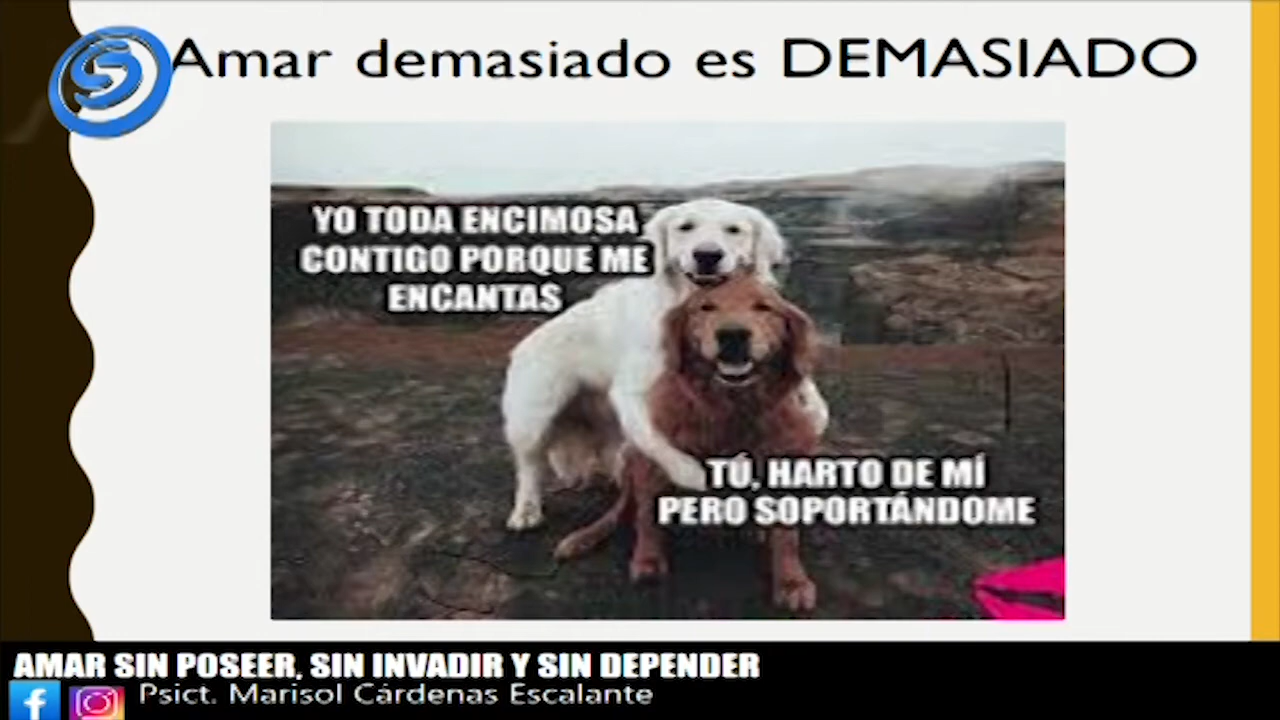 Amar demasiado es DEMASIADO
YO TODA ENCIMOSA
CONTIGO PORQUE ME
ENCANTAS
TÚ, HARTO DE MÍ
PERO SOPORTÁNDOME
AMAR SIN POSEER, SIN INVADIR Y SIN DEPENDER
Psict. Marisol Cárdenas Escalante